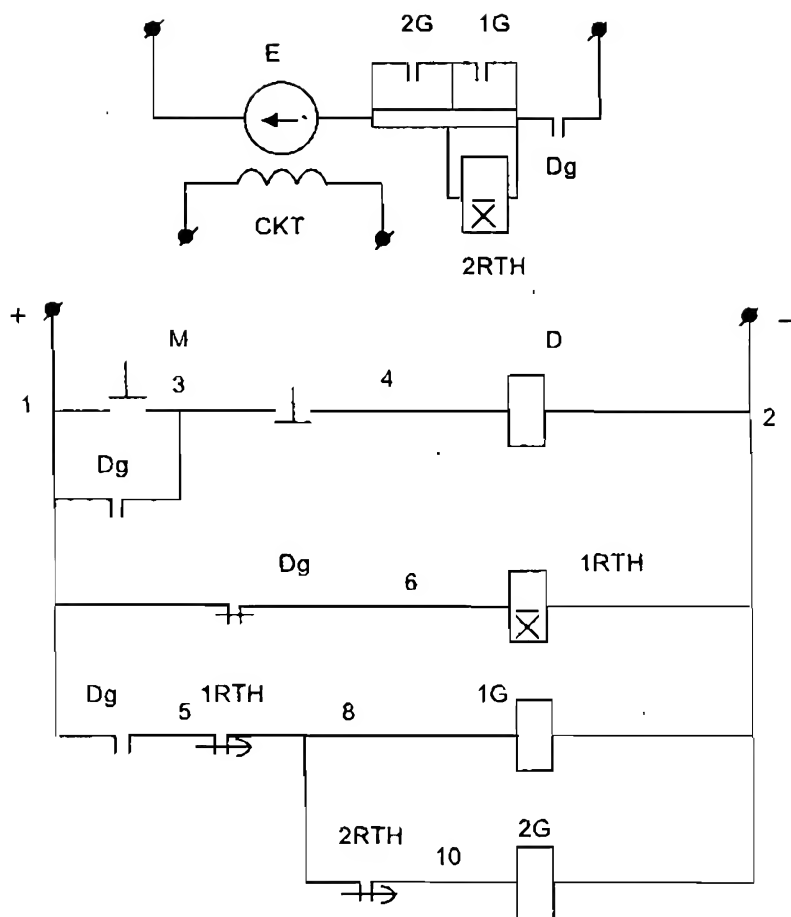 2G 1G
E
Dg
CKT
2RTH
+ −
M D
3 4
1 2
Dg
Dg 6 1RTH
Dg 5 1RTH 8 1G
2RTH 10 2G